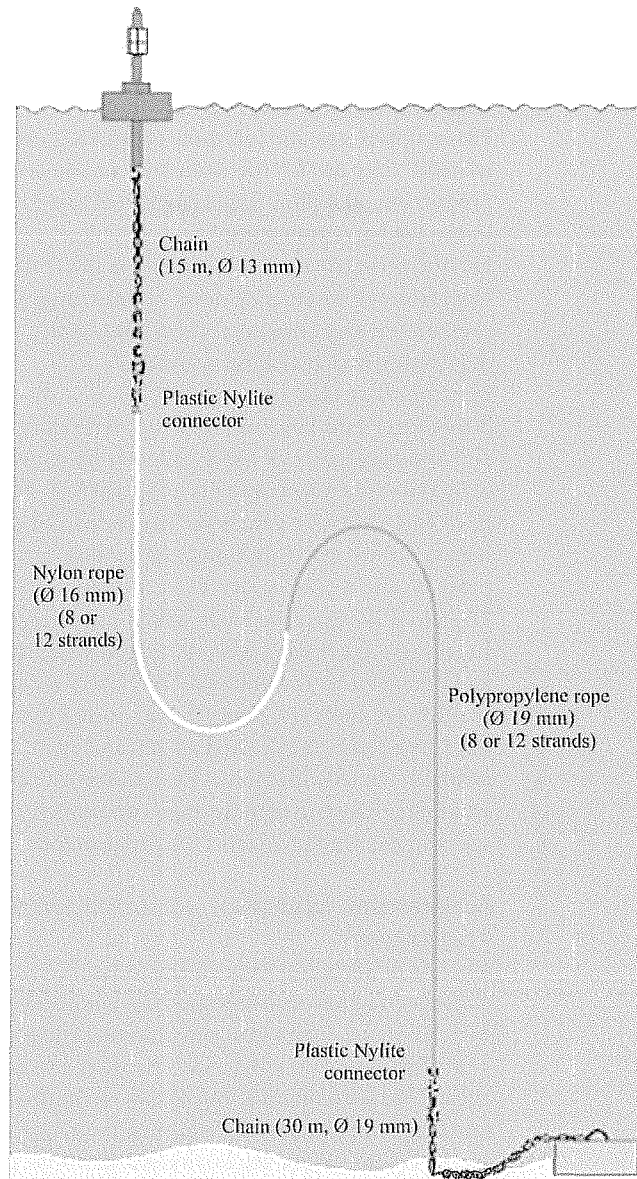 Chain
(15 m, Ø 13 mm)
Plastic Nylite
connector
Nylon rope
(Ø 16 mm)
(8 or
12 strands)
Polypropylene rope
(Ø 19 mm)
(8 or 12 strands)
Plastic Nylite
connector
Chain (30 m, Ø 19 mm)